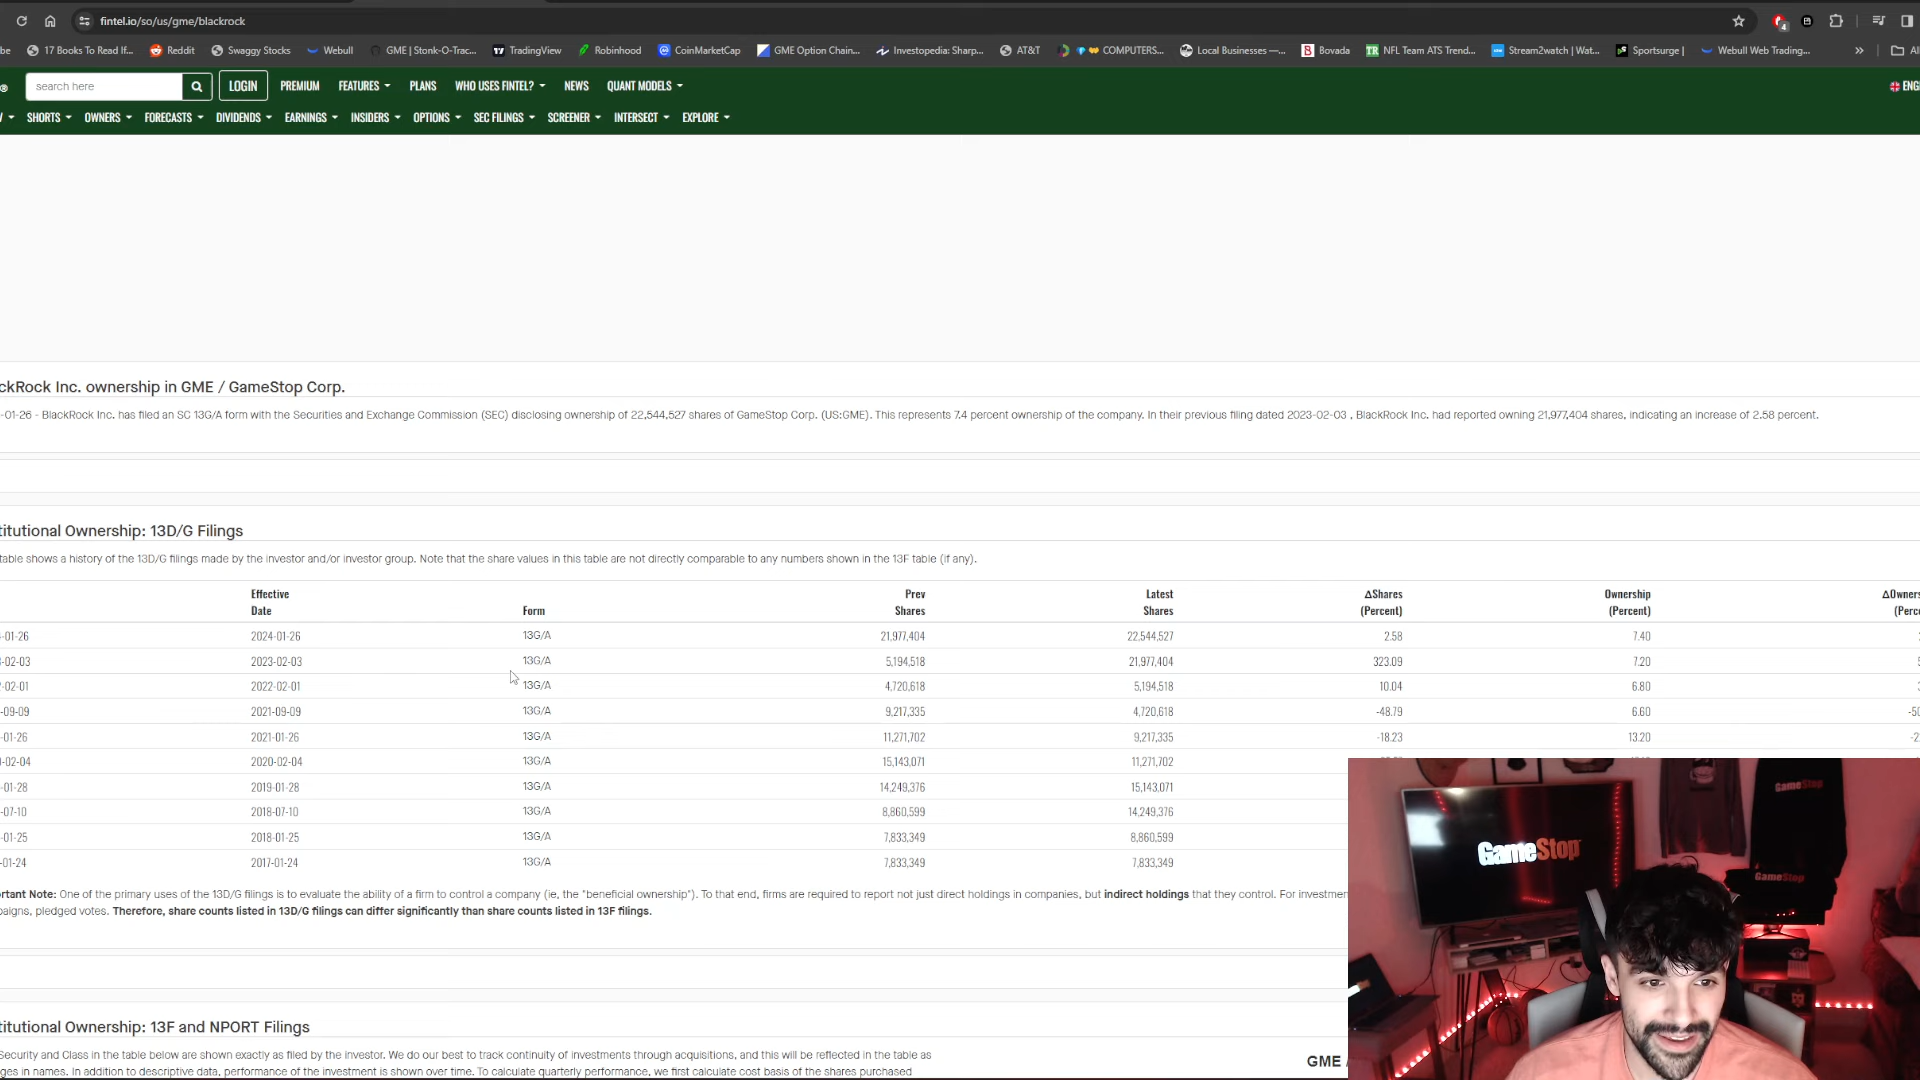 fintel.io/so/us/gme/blackrock
be 17 Books To Read If... Reddit Swaggy Stocks Webull GME | Stonk-O-Trac... TradingView Robinhood CoinMarketCap GME Option Chain... Investopedia: Sharp... AT&T COMPUTERS... Local Businesses —... Bovada NFL Team ATS Trend... Stream2watch | Wat... Sportsurge | Webull Web Trading... » Al
search here LOGIN PREMIUM FEATURES PLANS WHO USES FINTEL? NEWS QUANT MODELS ENG
SHORTS OWNERS FORECASTS DIVIDENDS EARNINGS INSIDERS OPTIONS SEC FILINGS SCREENER INTERSECT EXPLORE
ckRock Inc. ownership in GME / GameStop Corp.
-01-26 - BlackRock Inc. has filed an SC 13G/A form with the Securities and Exchange Commission (SEC) disclosing ownership of 22,544,527 shares of GameStop Corp. (US:GME). This represents 7.4 percent ownership of the company. In their previous filing dated 2023-02-03 , BlackRock Inc. had reported owning 21,977,404 shares, indicating an increase of 2.58 percent.
titutional Ownership: 13D/G Filings
table shows a history of the 13D/G filings made by the investor and/or investor group. Note that the share values in this table are not directly comparable to any numbers shown in the 13F table (if any).
Effective Prev Latest ΔShares Ownership ΔOwners
Date Form Shares Shares (Percent) (Percent) (Perc
-01-26 2024-01-26 13G/A 21,977,404 22,544,527 2.58 7.40
-02-03 2023-02-03 13G/A 5,194,518 21,977,404 323.09 7.20
-02-01 2022-02-01 13G/A 4,720,618 5,194,518 10.04 6.80
-09-09 2021-09-09 13G/A 9,217,335 4,720,618 -48.79 6.60 -50
-01-26 2021-01-26 13G/A 11,271,702 9,217,335 -18.23 13.20 -2
-02-04 2020-02-04 13G/A 15,143,071 11,271,702
-01-28 2019-01-28 13G/A 14,249,376 15,143,071
-07-10 2018-07-10 13G/A 8,860,599 14,249,376
-01-25 2018-01-25 13G/A 7,833,349 8,860,599
-01-24 2017-01-24 13G/A 7,833,349 7,833,349
ortant Note: One of the primary uses of the 13D/G filings is to evaluate the ability of a firm to control a company (ie, the "beneficial ownership"). To that end, firms are required to report not just direct holdings in companies, but indirect holdings that they control. For investmen
paigns, pledged votes. Therefore, share counts listed in 13D/G filings can differ significantly than share counts listed in 13F filings.
titutional Ownership: 13F and NPORT Filings
Security and Class in the table below are shown exactly as filed by the investor. We do our best to track continuity of investments through acquisitions, and this will be reflected in the table as
ges in names. In addition to descriptive data, performance of the investment is shown over time. To calculate quarterly performance, we first calculate cost basis of the shares purchased
GME /
GameStop
GameStop
GameStop